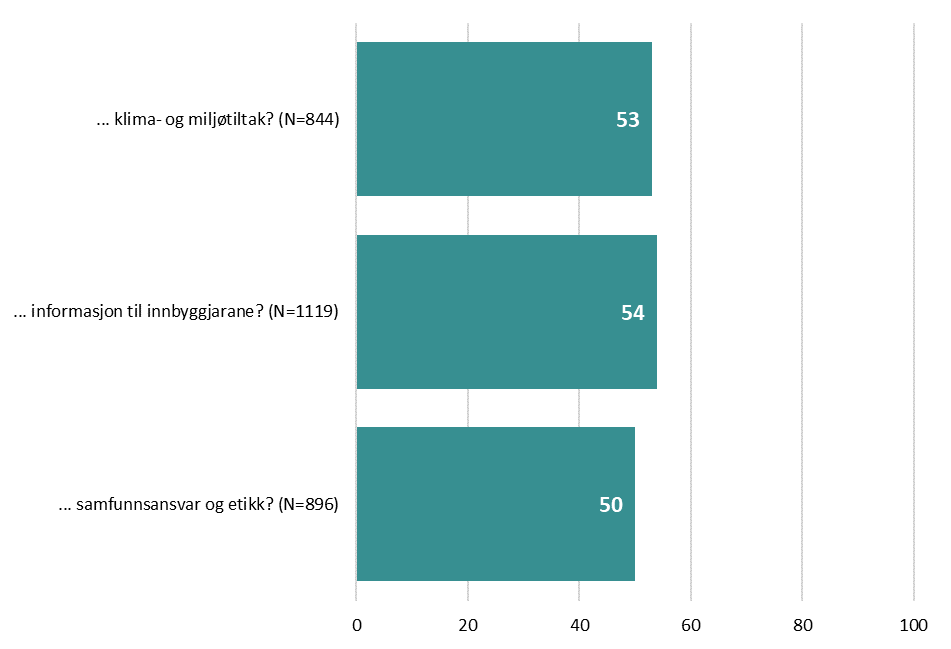 ... klima- og miljøtiltak? (N=844)
53
... informasjon til innbyggjarane? (N=1119)
54
... samfunnsansvar og etikk? (N=896)
50
0 20 40 60 80 100